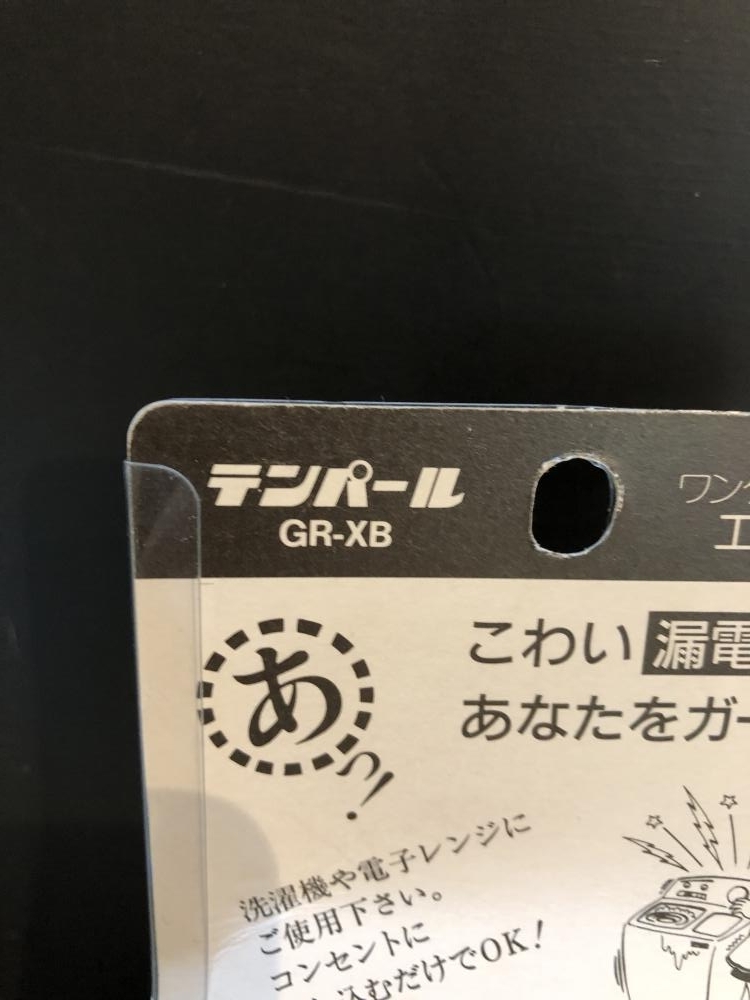 テンパール
GR-XB
ワン
エ
こわい 漏電
あなたをガー
あっ!
洗濯機や電子レンジに
ご使用下さい。
コンセントに
込むだけでOK!